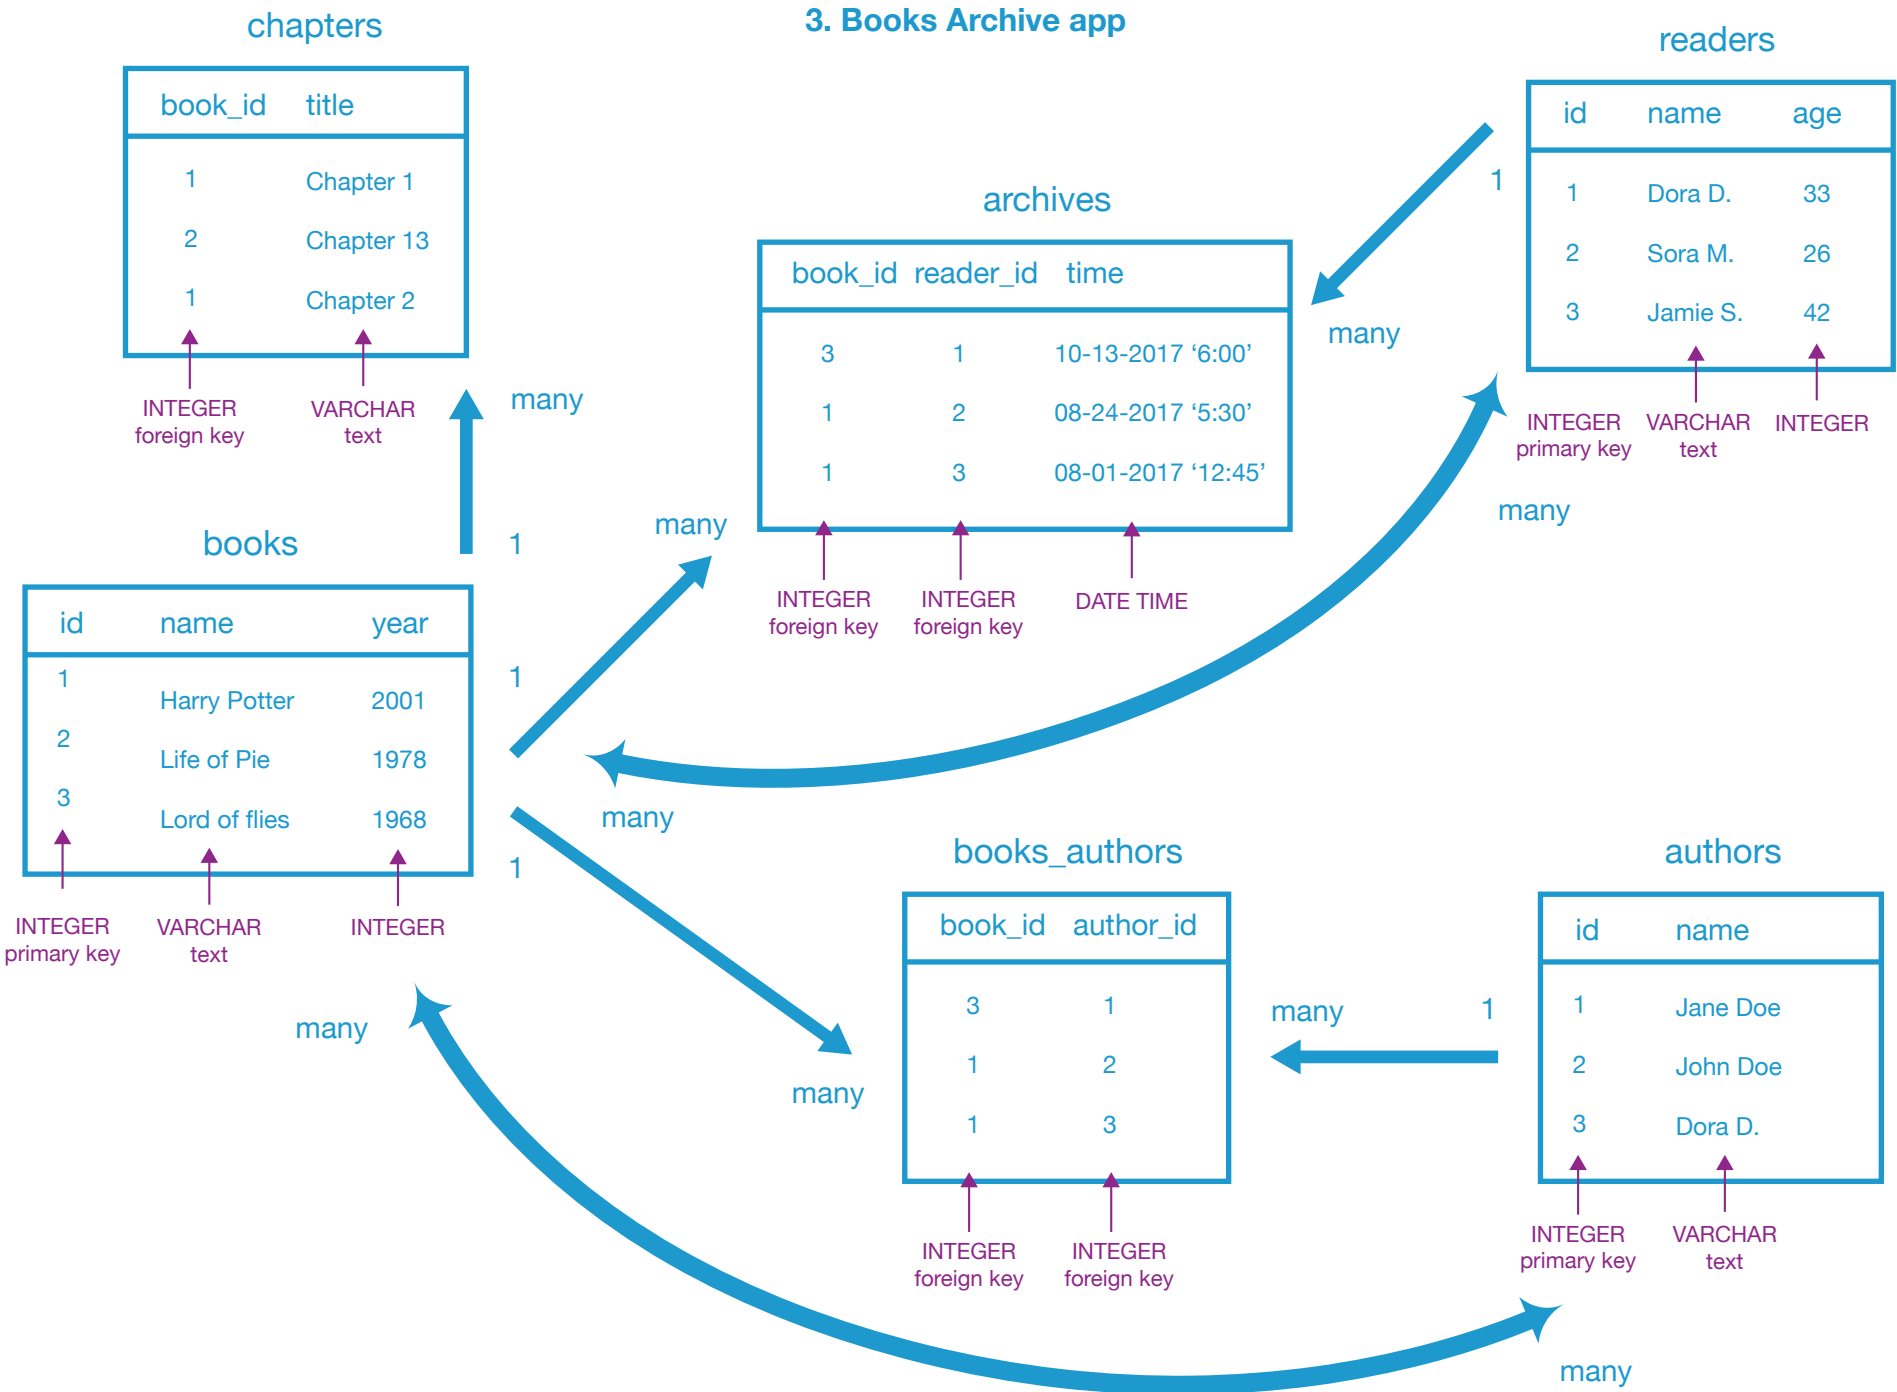 3. Books Archive app
chapters
book_id title
1 Chapter 1
2 Chapter 13
1 Chapter 2
INTEGER
foreign key
VARCHAR
text
many
1
books
id name year
1
Harry Potter 2001
2
Life of Pie 1978
3
Lord of flies 1968
INTEGER
primary key
VARCHAR
text
INTEGER
many
1
many
1
many
archives
book_id reader_id time
3 1 10-13-2017 ‘6:00’
1 2 08-24-2017 ‘5:30’
1 3 08-01-2017 ‘12:45’
INTEGER
foreign key
INTEGER
foreign key
DATE TIME
1
many
readers
id name age
1 Dora D. 33
2 Sora M. 26
3 Jamie S. 42
INTEGER
primary key
VARCHAR
text
INTEGER
many
many
books_authors
book_id author_id
3 1
1 2
1 3
INTEGER
foreign key
INTEGER
foreign key
many
1
authors
id name
1 Jane Doe
2 John Doe
3 Dora D.
INTEGER
primary key
VARCHAR
text
many